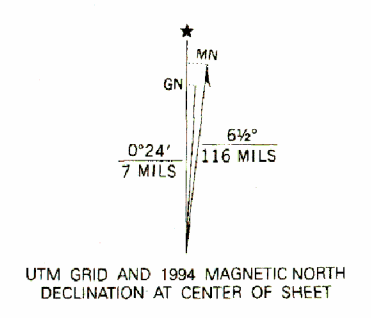 ★
MN
GN
0°24′
7 MILS
6½°
116 MILS
UTM GRID AND 1994 MAGNETIC NORTH
DECLINATION AT CENTER OF SHEET